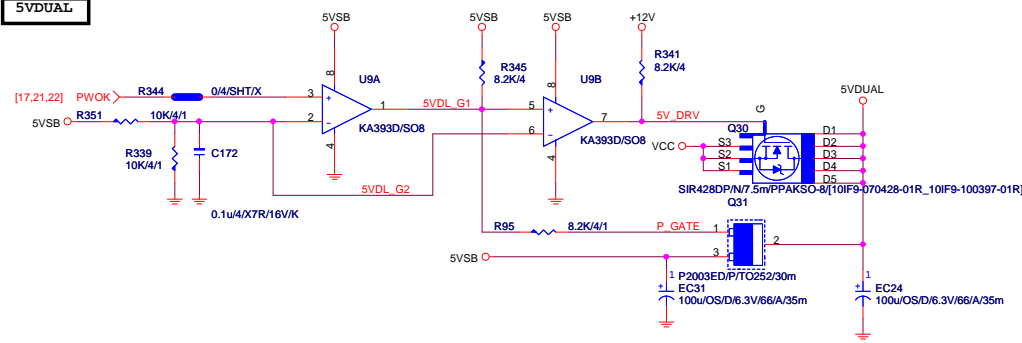 5VDUAL
5VSB
5VSB
5VSB
+12V
R345
8.2K/4
R341
8.2K/4
U9A
U9B
8
8
5VDUAL
[17,21,22] PWOK
R344
0/4/SHT/X
3
+
1
5VDL_G1
5
+
7
5V_DRV
G
5VSB
R351
10K/4/1
2
-
6
-
KA393D/SO8
KA393D/SO8
4
4
Q30
D1
D2
D3
D4
D5
VCC
S3
S2
S1
R339
10K/4/1
C172
5VDL_G2
SIR428DP/N/7.5m/PPAKSO-8/[10IF9-070428-01R_10IF9-100397-01R]
Q31
0.1u/4/X7R/16V/K
R95
8.2K/4/1
P_GATE
1
2
3
5VSB
P2003ED/P/TO252/30m
1
+
EC31
100u/OS/D/6.3V/66/A/35m
1
+
EC24
100u/OS/D/6.3V/66/A/35m